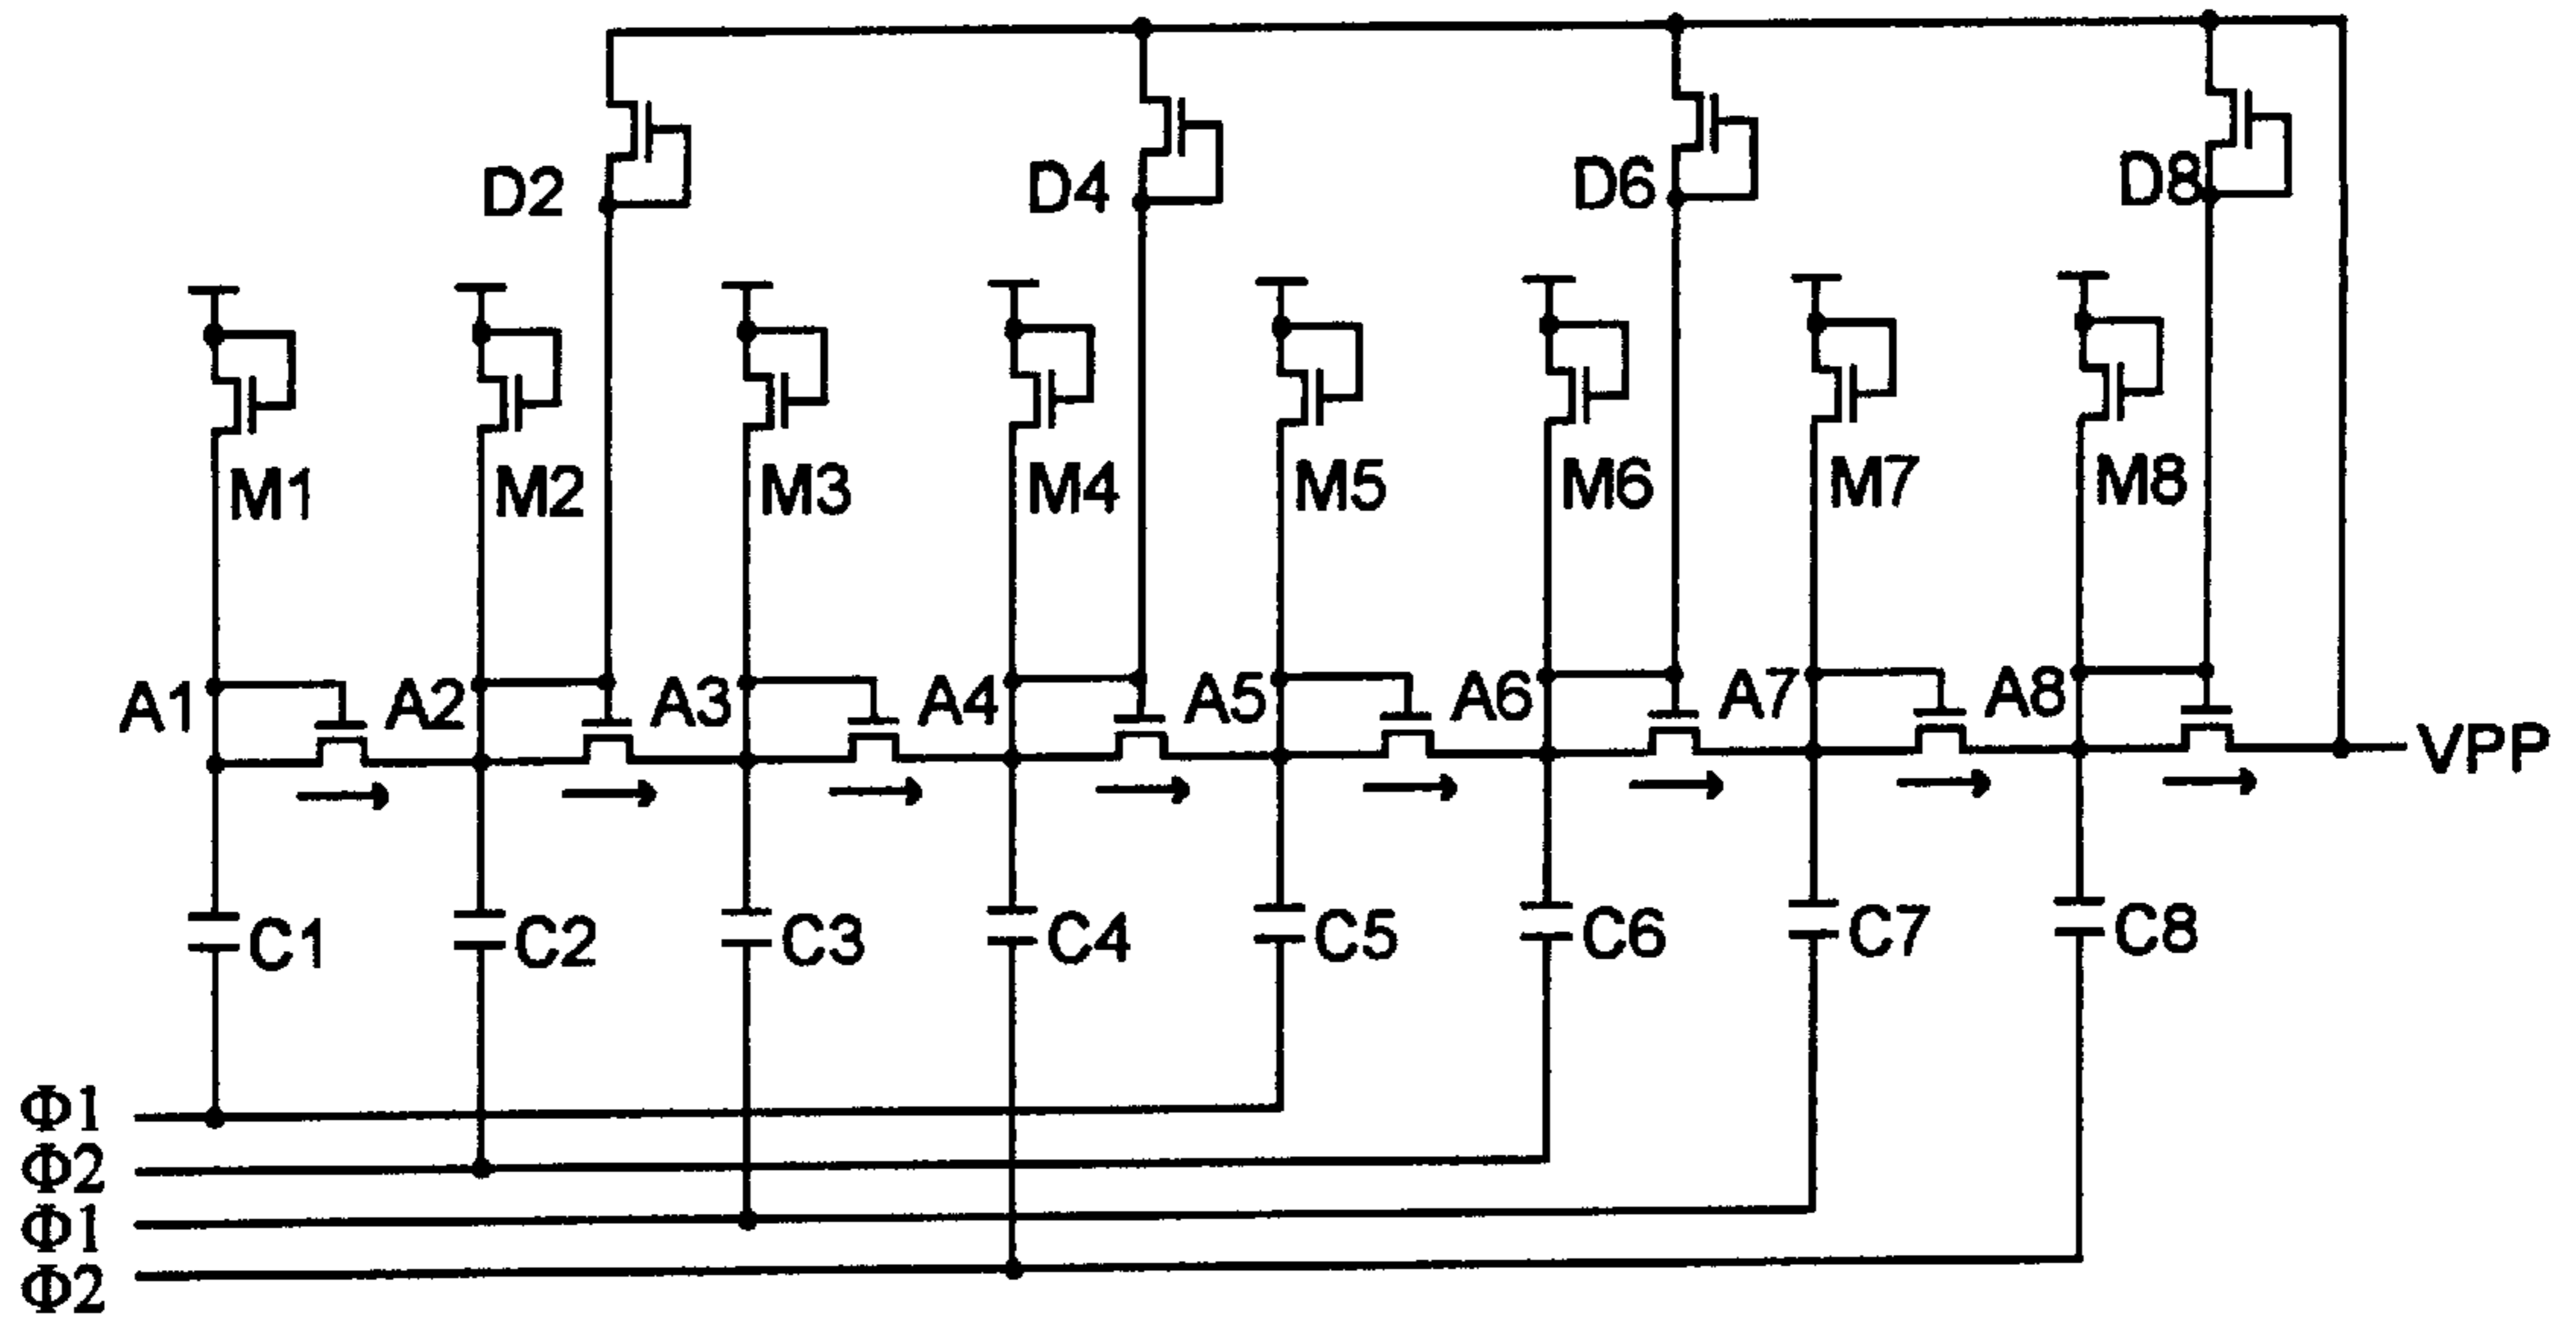 D2 D4 D6 D8
M1 M2 M3 M4 M5 M6 M7 M8
A1 A2 A3 A4 A5 A6 A7 A8 VPP
C1 C2 C3 C4 C5 C6 C7 C8
Φ1
Φ2
Φ1
Φ2